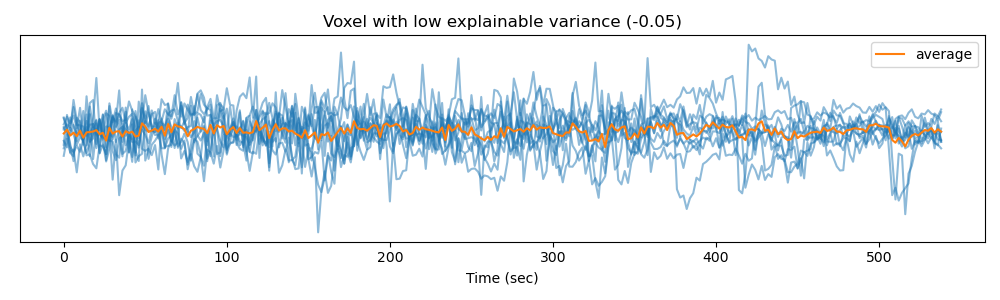 Voxel with low explainable variance (-0.05)
average
0 100 200 300 400 500
Time (sec)